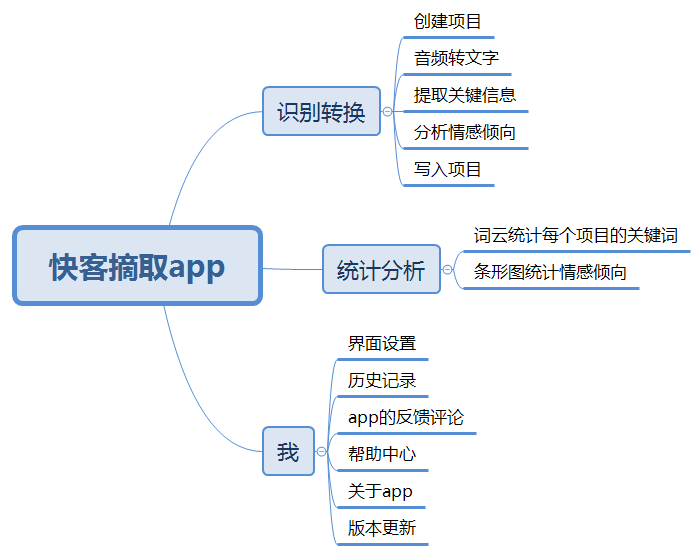 快客摘取app
识别转换
创建项目
音频转文字
提取关键信息
分析情感倾向
写入项目
统计分析
词云统计每个项目的关键词
条形图统计情感倾向
我
界面设置
历史记录
app的反馈评论
帮助中心
关于app
版本更新